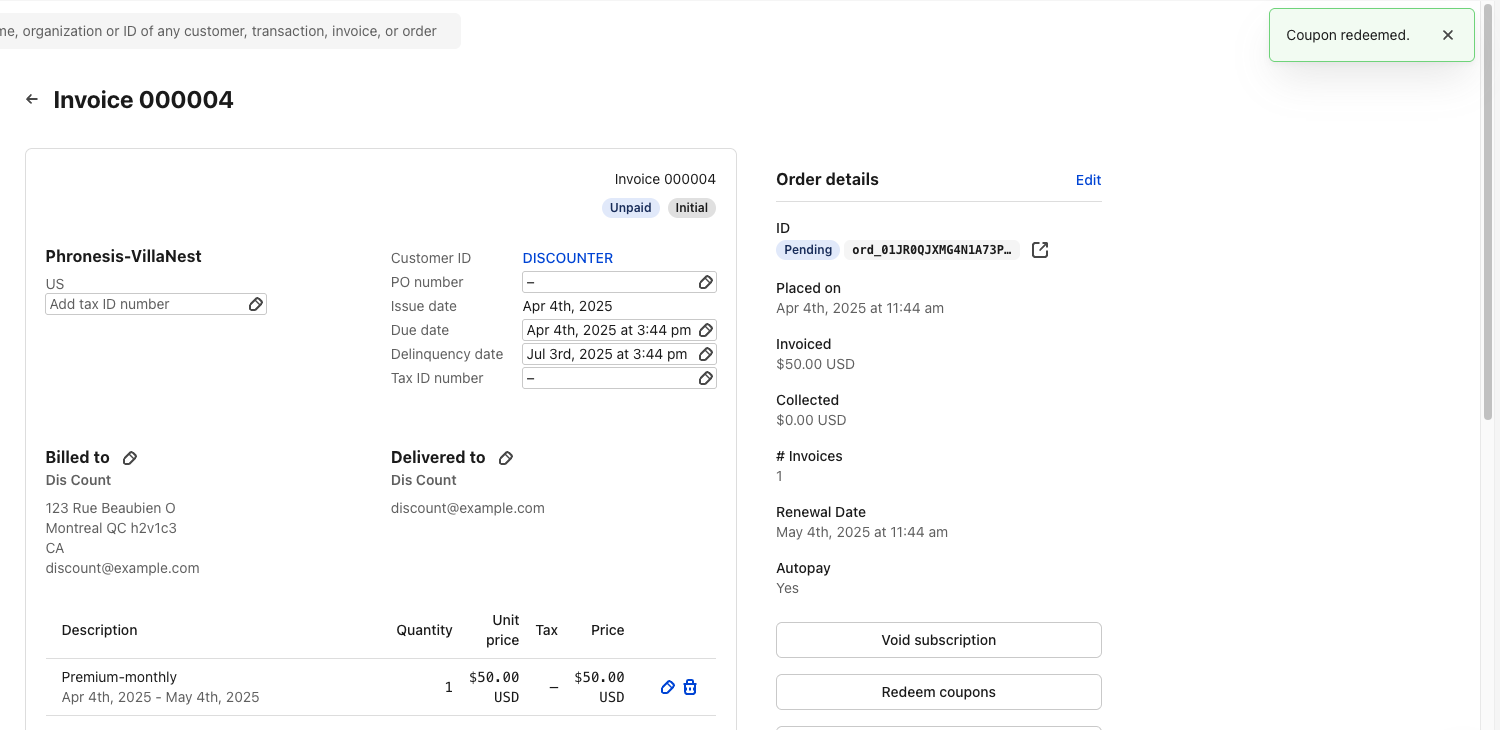 me, organization or ID of any customer, transaction, invoice, or order
Coupon redeemed.
Invoice 000004
Invoice 000004
Unpaid Initial
Phronesis-VillaNest
US
Add tax ID number
Customer ID DISCOUNTER
PO number –
Issue date Apr 4th, 2025
Due date Apr 4th, 2025 at 3:44 pm
Delinquency date Jul 3rd, 2025 at 3:44 pm
Tax ID number –
Billed to
Dis Count
123 Rue Beaubien O
Montreal QC h2v1c3
CA
discount@example.com
Delivered to
Dis Count
discount@example.com
Description Quantity Unit price Tax Price
Premium-monthly
Apr 4th, 2025 - May 4th, 2025
1 $50.00 USD – $50.00 USD
Order details Edit
ID
Pending ord_01JR0QJXMG4N1A73P…
Placed on
Apr 4th, 2025 at 11:44 am
Invoiced
$50.00 USD
Collected
$0.00 USD
# Invoices
1
Renewal Date
May 4th, 2025 at 11:44 am
Autopay
Yes
Void subscription
Redeem coupons